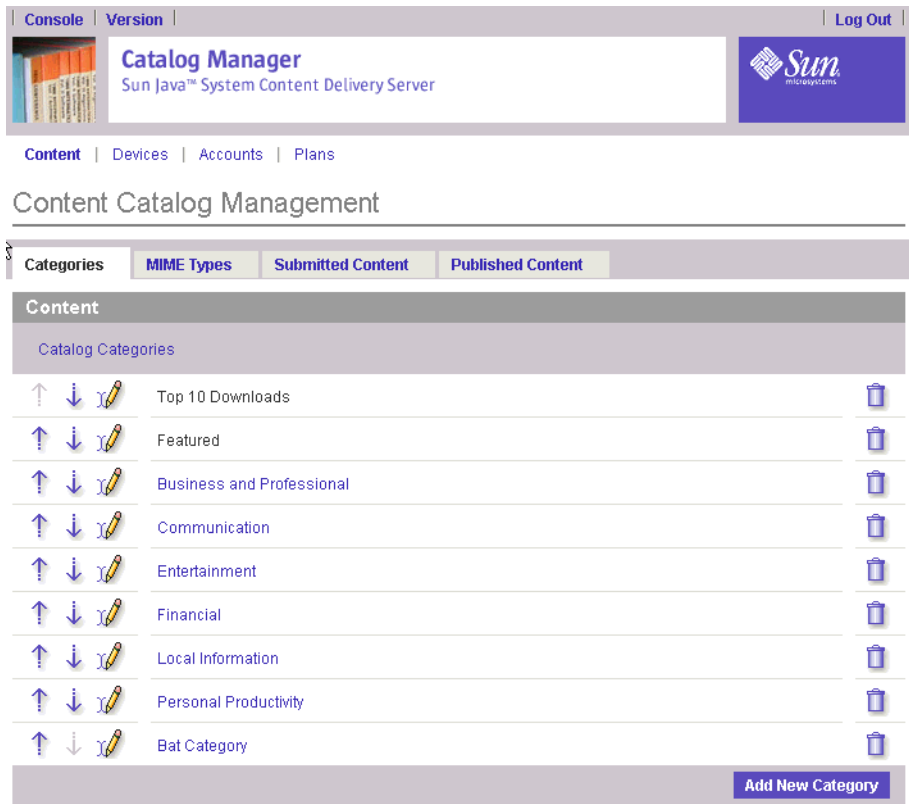 Console | Version | Log Out
Catalog Manager
Sun Java™ System Content Delivery Server
Sun
microsystems
Content | Devices | Accounts | Plans
Content Catalog Management
Categories MIME Types Submitted Content Published Content
Content
Catalog Categories
Top 10 Downloads
Featured
Business and Professional
Communication
Entertainment
Financial
Local Information
Personal Productivity
Bat Category
Add New Category